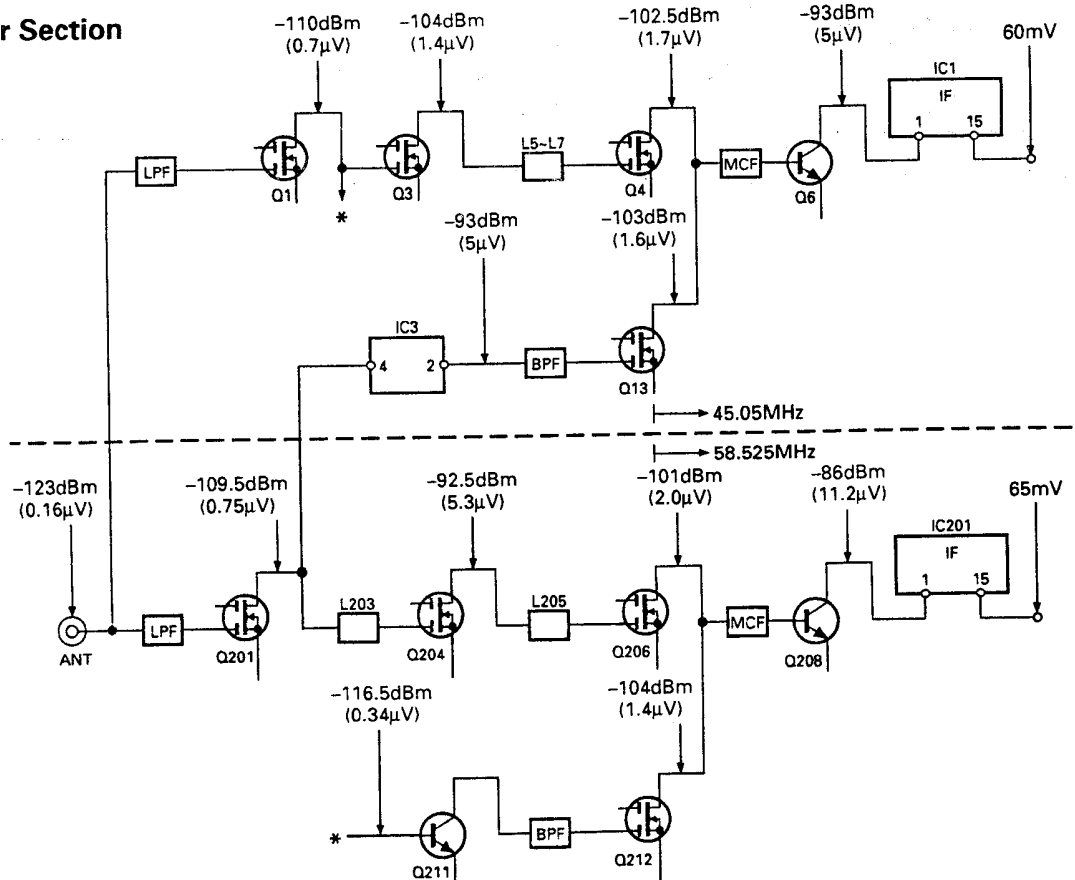 r Section
-110dBm
(0.7μV)
-104dBm
(1.4μV)
-102.5dBm
(1.7μV)
-93dBm
(5μV)
60mV
IC1
IF
1
15
LPF
Q1
*
Q3
L5~L7
Q4
MCF
Q6
-93dBm
(5μV)
-103dBm
(1.6μV)
IC3
4
2
BPF
Q13
45.05MHz
58.525MHz
-123dBm
(0.16μV)
-109.5dBm
(0.75μV)
-92.5dBm
(5.3μV)
-101dBm
(2.0μV)
-86dBm
(11.2μV)
65mV
IC201
IF
1
15
ANT
LPF
Q201
L203
Q204
L205
Q206
MCF
Q208
-116.5dBm
(0.34μV)
-104dBm
(1.4μV)
*
Q211
BPF
Q212